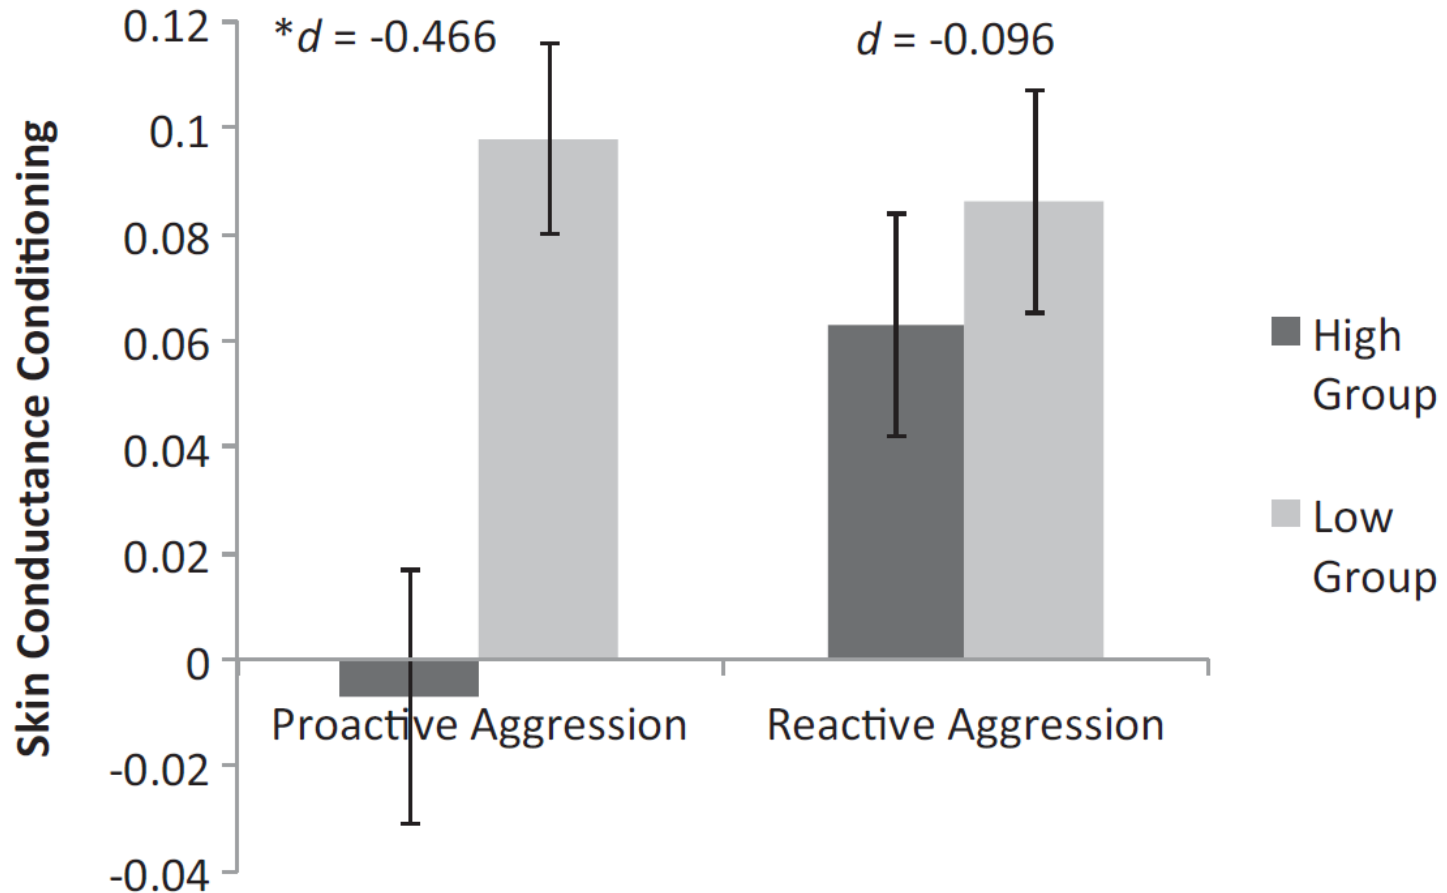 Skin Conductance Conditioning
0.12
0.1
0.08
0.06
0.04
0.02
0
-0.02
-0.04
*d = -0.466
d = -0.096
Proactive Aggression
Reactive Aggression
High
Group
Low
Group